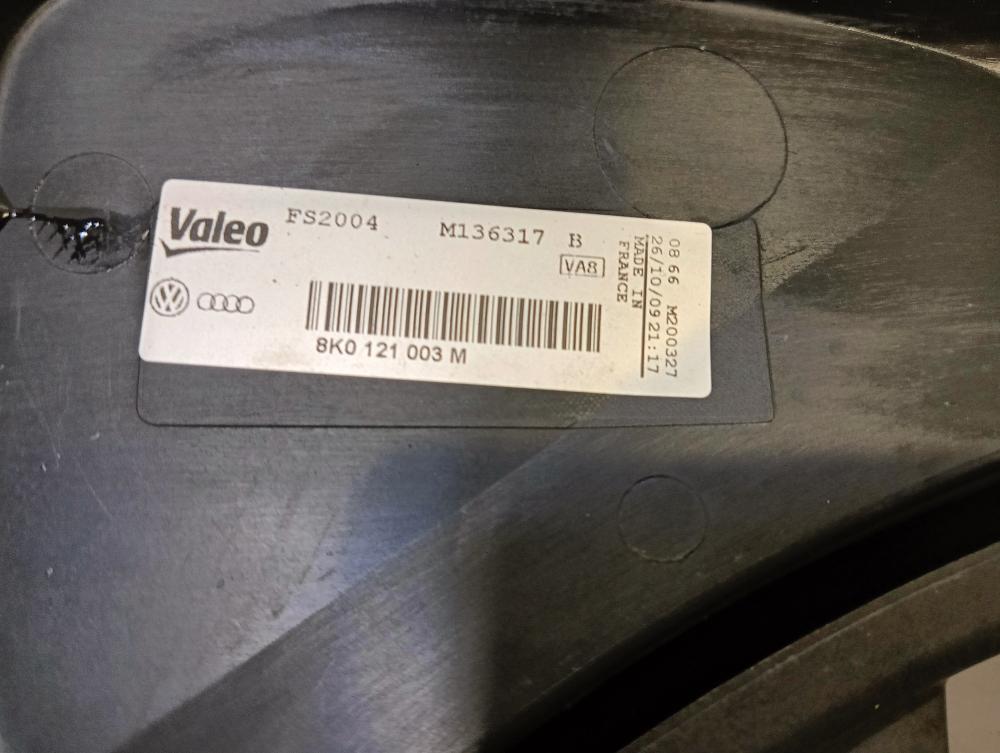 Valeo FS2004 M136317 B
VA8
8K0 121 003 M
MADE IN
FRANCE
08 66 M200327
26/10/09 21:17